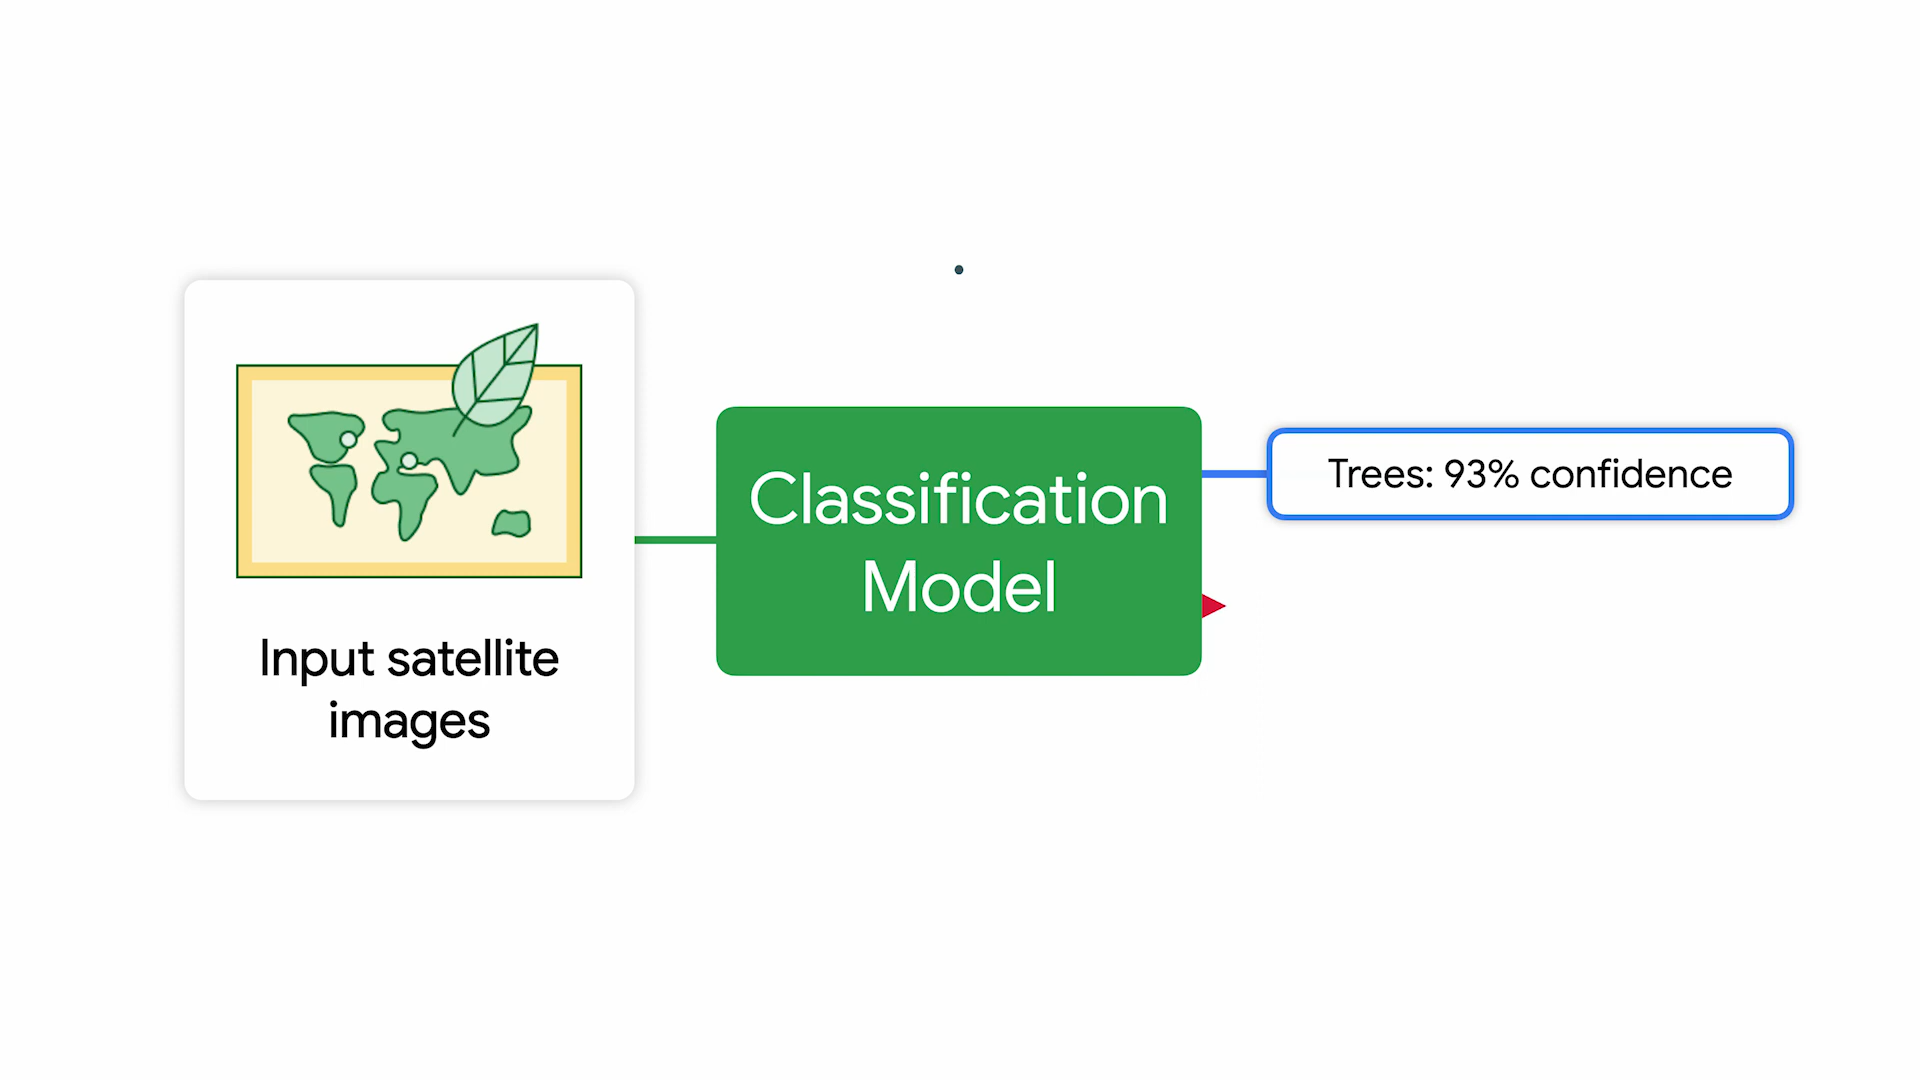 Input satellite
images
Classification
Model
Trees: 93% confidence